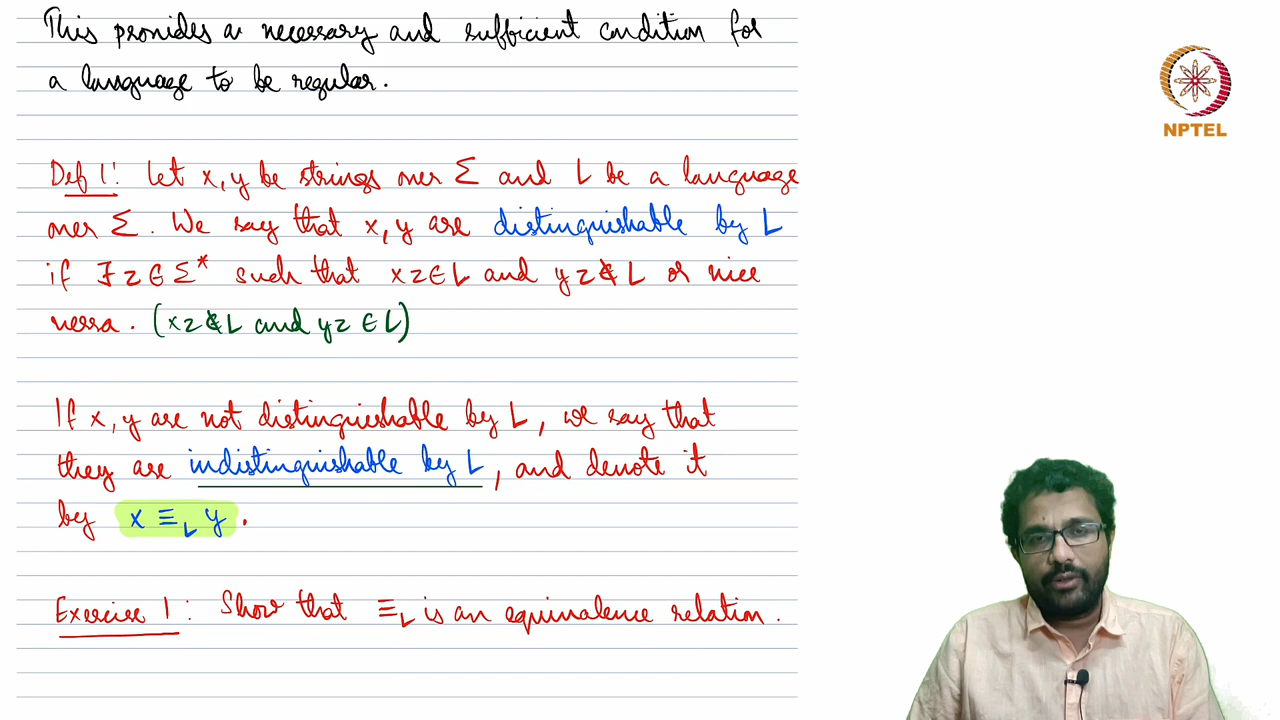 This provides a necessary and sufficient condition for
a language to be regular.
Def 1: Let x, y be strings over Σ and L be a language
over Σ. We say that x, y are distinguishable by L
if ∃ z ∈ Σ* such that xz ∈ L and yz ∉ L or vice
versa. (xz ∉ L and yz ∈ L)
If x, y are not distinguishable by L, we say that
they are indistinguishable by L, and denote it
by x ≡_L y.
Exercise 1: Show that ≡_L is an equivalence relation.
NPTEL